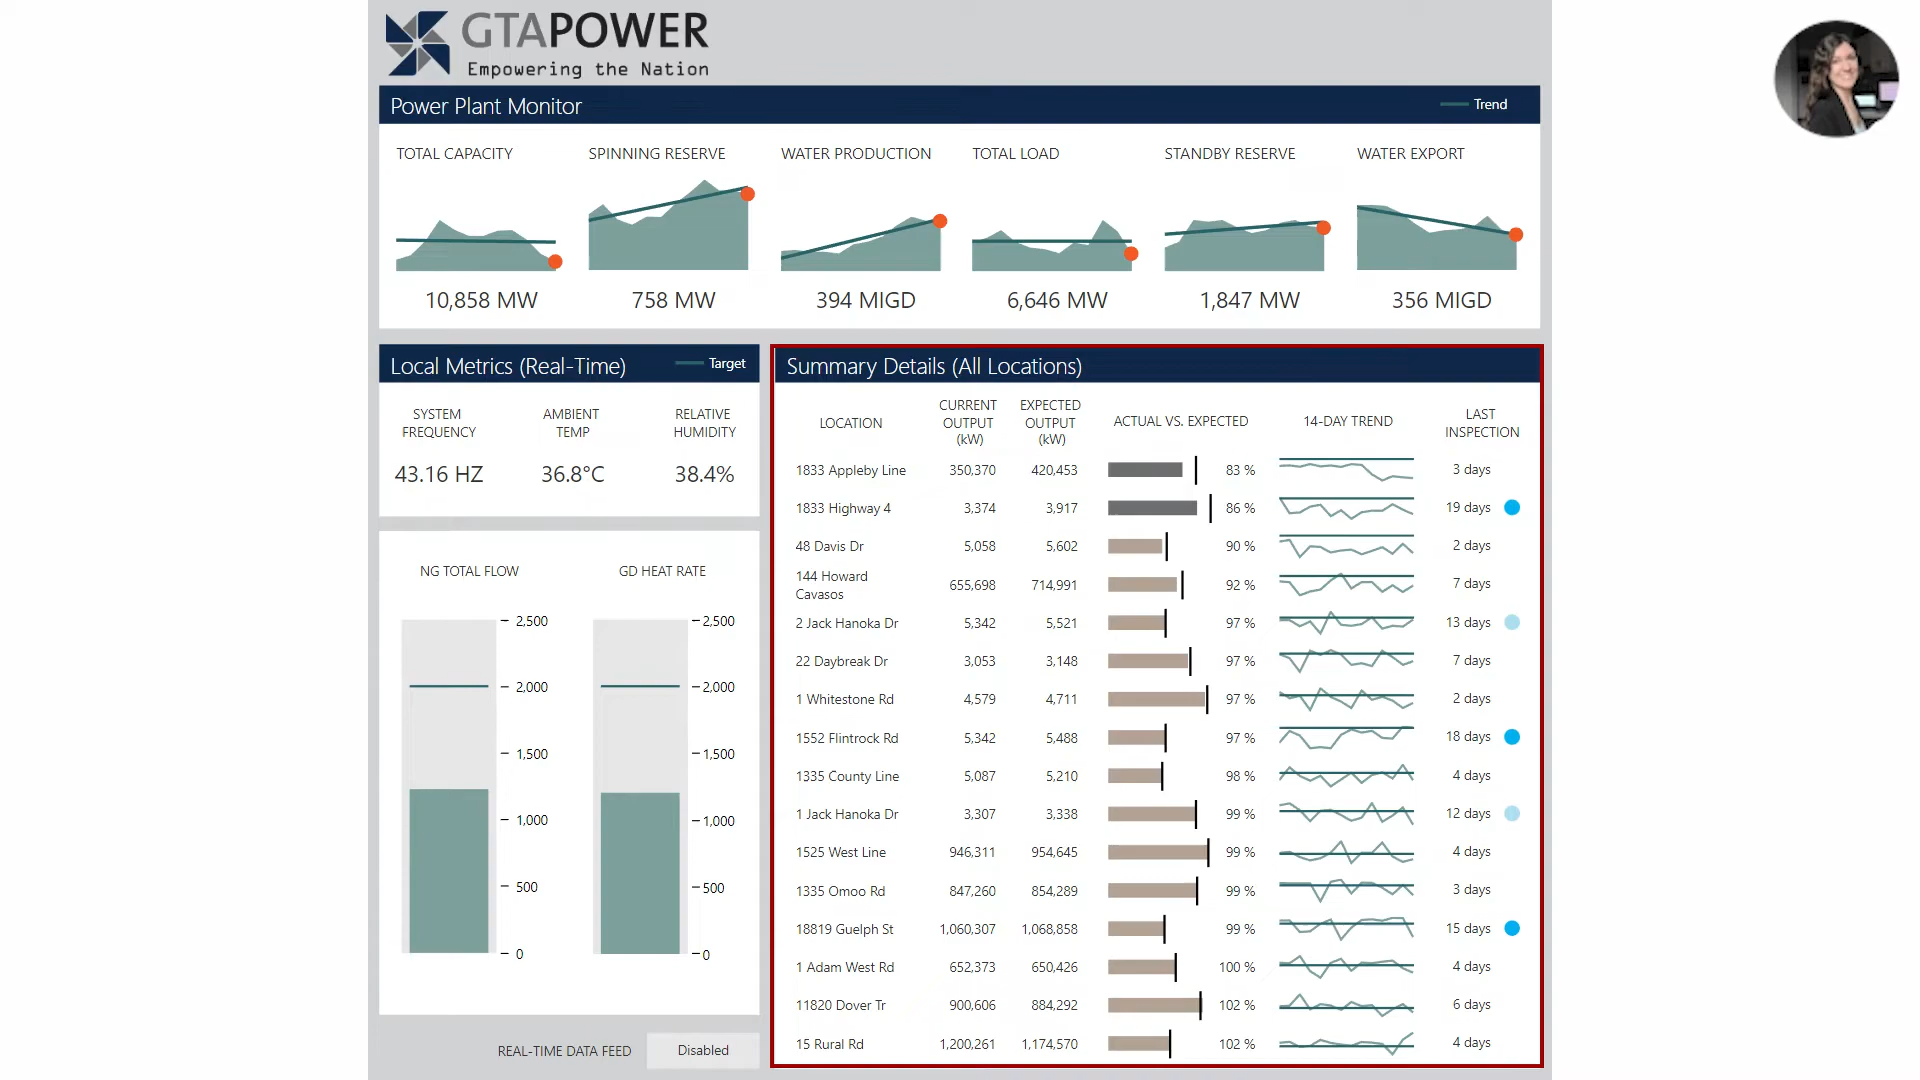 GTAPOWER
Empowering the Nation
Power Plant Monitor
Trend
TOTAL CAPACITY
SPINNING RESERVE
WATER PRODUCTION
TOTAL LOAD
STANDBY RESERVE
WATER EXPORT
10,858 MW
758 MW
394 MIGD
6,646 MW
1,847 MW
356 MIGD
Local Metrics (Real-Time)
Target
SYSTEM
FREQUENCY
AMBIENT
TEMP
RELATIVE
HUMIDITY
43.16 HZ
36.8°C
38.4%
NG TOTAL FLOW
2,500
2,000
1,500
1,000
500
0
GD HEAT RATE
2,500
2,000
1,500
1,000
500
0
REAL-TIME DATA FEED
Disabled
Summary Details (All Locations)
LOCATION
CURRENT
OUTPUT
(kW)
EXPECTED
OUTPUT
(kW)
ACTUAL VS. EXPECTED
14-DAY TREND
LAST
INSPECTION
1833 Appleby Line 350,370 420,453 83 % 3 days
1833 Highway 4 3,374 3,917 86 % 19 days
48 Davis Dr 5,058 5,602 90 % 2 days
144 Howard
Cavasos 655,698 714,991 92 % 7 days
2 Jack Hanoka Dr 5,342 5,521 97 % 13 days
22 Daybreak Dr 3,053 3,148 97 % 7 days
1 Whitestone Rd 4,579 4,711 97 % 2 days
1552 Flintrock Rd 5,342 5,488 97 % 18 days
1335 County Line 5,087 5,210 98 % 4 days
1 Jack Hanoka Dr 3,307 3,338 99 % 12 days
1525 West Line 946,311 954,645 99 % 4 days
1335 Omoo Rd 847,260 854,289 99 % 3 days
18819 Guelph St 1,060,307 1,068,858 99 % 15 days
1 Adam West Rd 652,373 650,426 100 % 4 days
11820 Dover Tr 900,606 884,292 102 % 6 days
15 Rural Rd 1,200,261 1,174,570 102 % 4 days